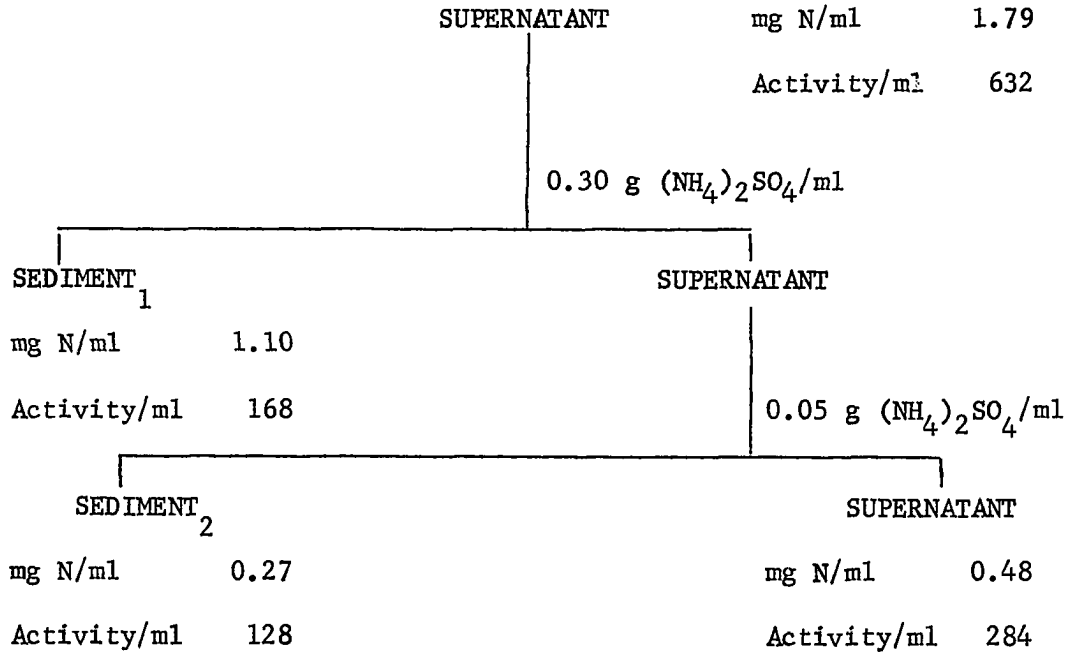 SUPERNATANT mg N/ml 1.79
Activity/ml 632
0.30 g (NH4)2SO4/ml
SEDIMENT1 SUPERNATANT
mg N/ml 1.10
Activity/ml 168 0.05 g (NH4)2SO4/ml
SEDIMENT2 SUPERNATANT
mg N/ml 0.27 mg N/ml 0.48
Activity/ml 128 Activity/ml 284